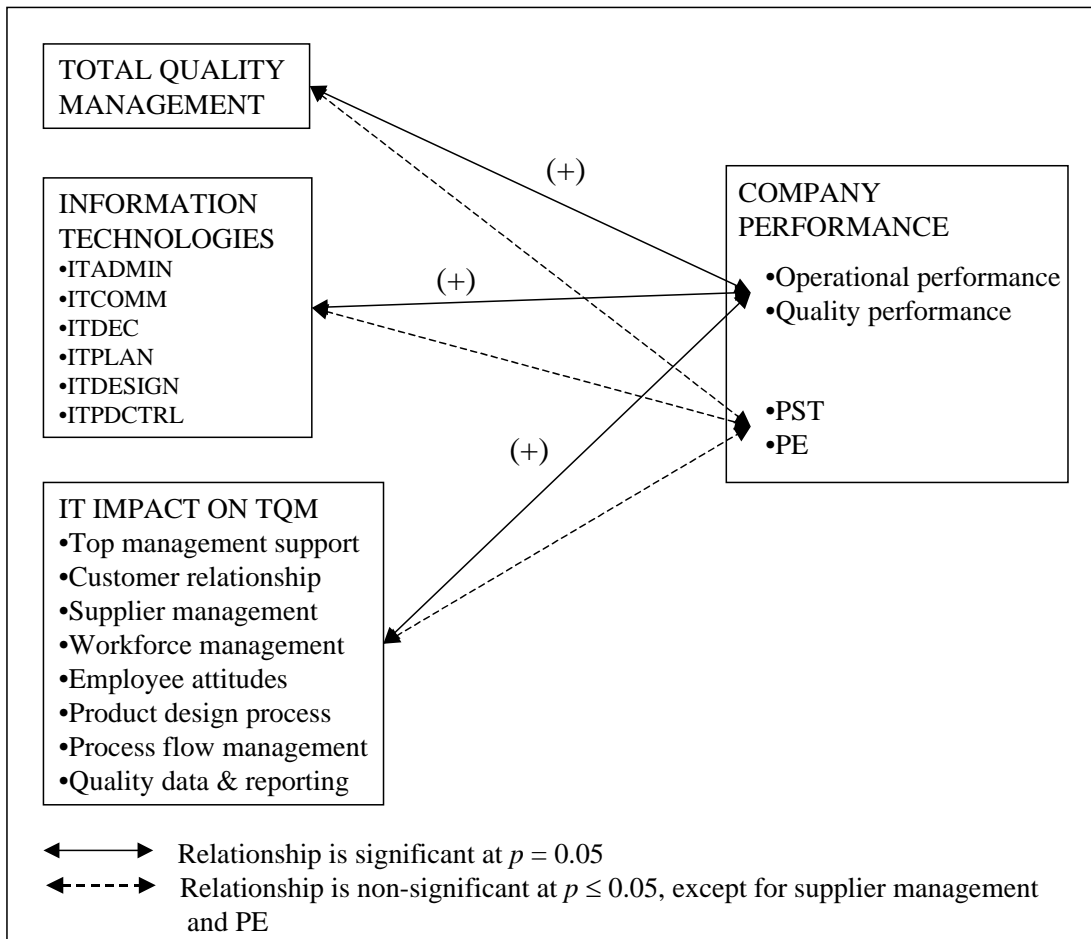 TOTAL QUALITY
MANAGEMENT
(+)
INFORMATION
TECHNOLOGIES
•ITADMIN
•ITCOMM
•ITDEC
•ITPLAN
•ITDESIGN
•ITPDCTRL
(+)
COMPANY
PERFORMANCE
•Operational performance
•Quality performance
•PST
•PE
(+)
IT IMPACT ON TQM
•Top management support
•Customer relationship
•Supplier management
•Workforce management
•Employee attitudes
•Product design process
•Process flow management
•Quality data & reporting
Relationship is significant at p = 0.05
Relationship is non-significant at p ≤ 0.05, except for supplier management
and PE